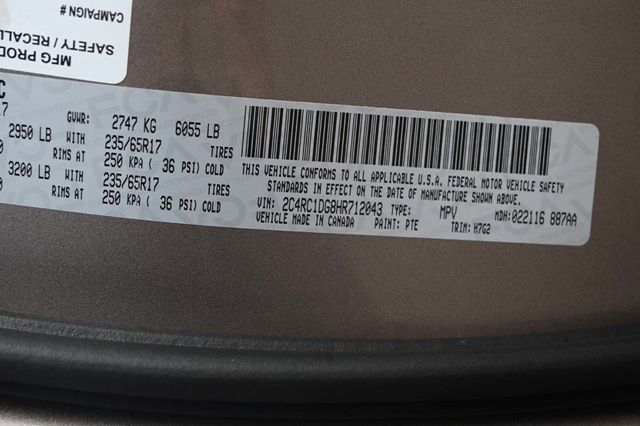 MFG PROD
SAFETY / RECALL
CAMPAIGN #
C
17
GVWR: 2747 KG 6055 LB
2950 LB WITH 235/65R17 TIRES
RIMS AT 250 KPA ( 36 PSI) COLD
3200 LB WITH 235/65R17 TIRES
RIMS AT 250 KPA ( 36 PSI) COLD
THIS VEHICLE CONFORMS TO ALL APPLICABLE U.S.A. FEDERAL MOTOR VEHICLE SAFETY
STANDARDS IN EFFECT ON THE DATE OF MANUFACTURE SHOWN ABOVE.
VIN: 2C4RC1DG8HR712043 TYPE: MPV MDH:022116 887AA
VEHICLE MADE IN CANADA PAINT: PTE TRIM: H7G2